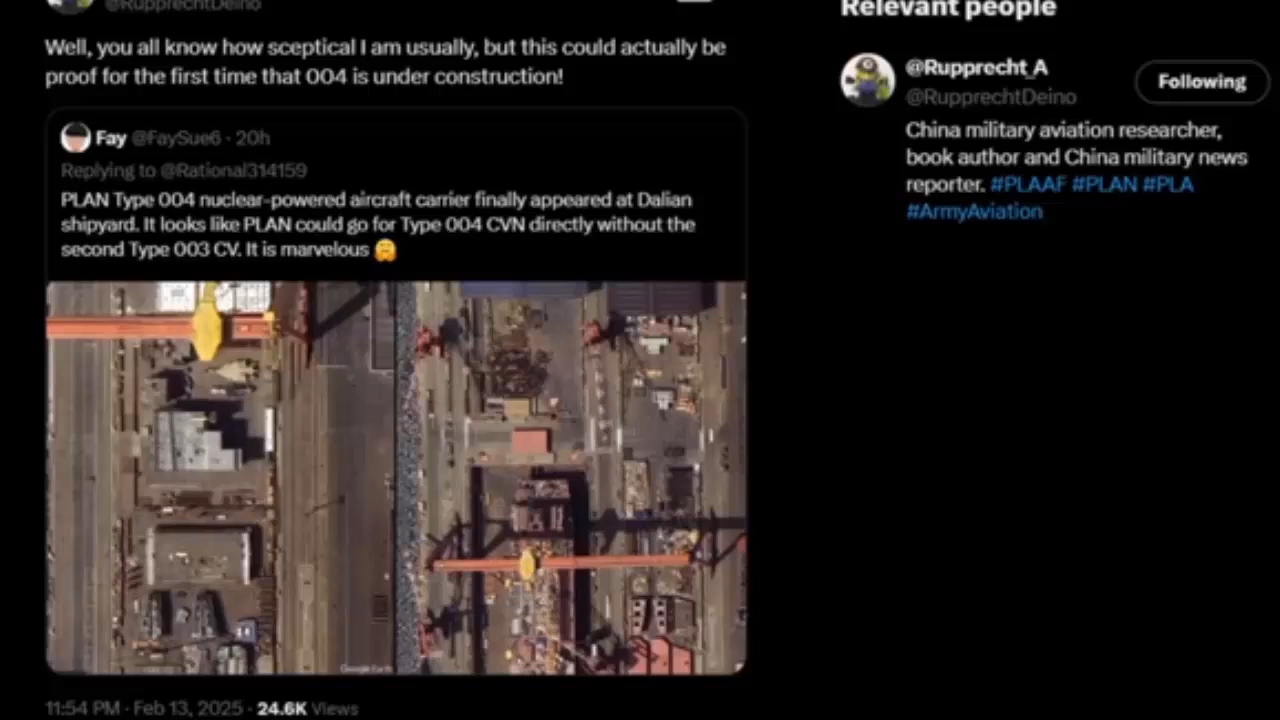 @RupprechtDeino
Well, you all know how sceptical I am usually, but this could actually be
proof for the first time that 004 is under construction!
Fay @FaySue6 · 20h
Replying to @Rational314159
PLAN Type 004 nuclear-powered aircraft carrier finally appeared at Dalian
shipyard. It looks like PLAN could go for Type 004 CVN directly without the
second Type 003 CV. It is marvelous 🤗
Google Earth
11:54 PM · Feb 13, 2025 · 24.6K Views
Relevant people
@Rupprecht_A
@RupprechtDeino
Following
China military aviation researcher,
book author and China military news
reporter. #PLAAF #PLAN #PLA
#ArmyAviation